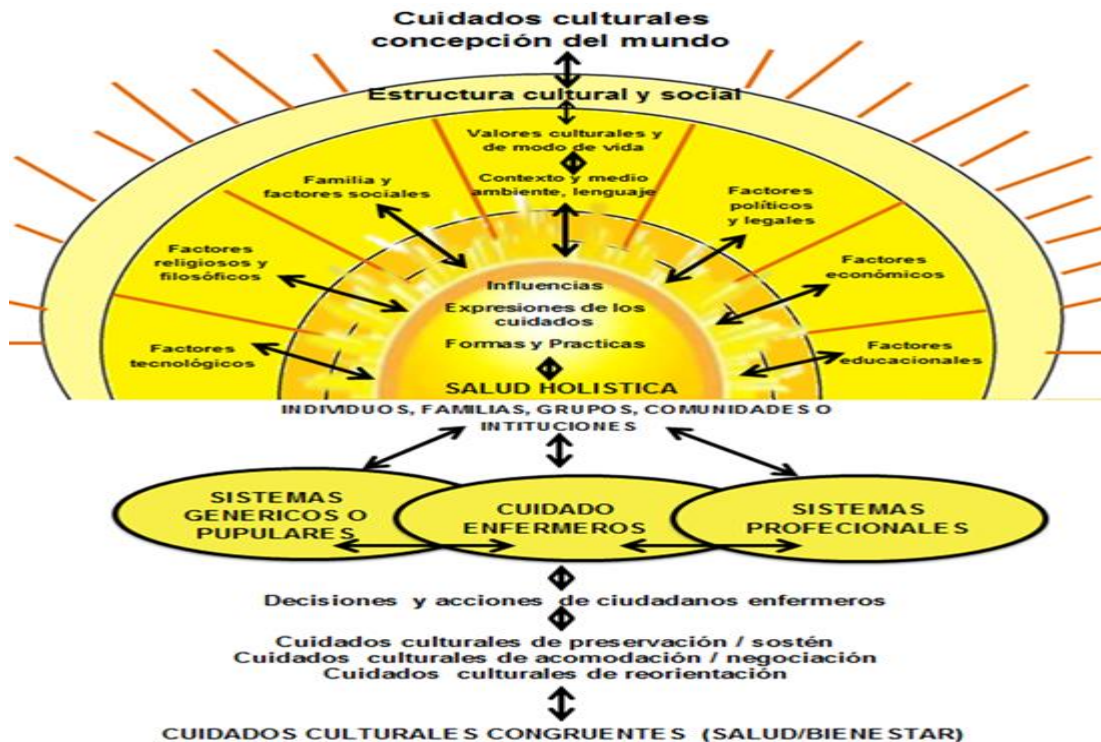 Cuidados culturales
concepción del mundo
Estructura cultural y social
Valores culturales y
de modo de vida
Contexto y medio
ambiente, lenguaje
Familia y
factores sociales
Factores
políticos
y legales
Factores
religiosos y
filosóficos
Factores
económicos
Factores
tecnológicos
Factores
educacionales
Influencias
Expresiones de los
cuidados
Formas y Practicas
SALUD HOLISTICA
INDIVIDUOS, FAMILIAS, GRUPOS, COMUNIDADES O
INTITUCIONES
SISTEMAS
GENERICOS O
PUPULARES
CUIDADO
ENFERMEROS
SISTEMAS
PROFECIONALES
Decisiones y acciones de ciudadanos enfermeros
Cuidados culturales de preservación / sostén
Cuidados culturales de acomodación / negociación
Cuidados culturales de reorientación
CUIDADOS CULTURALES CONGRUENTES (SALUD/BIENESTAR)